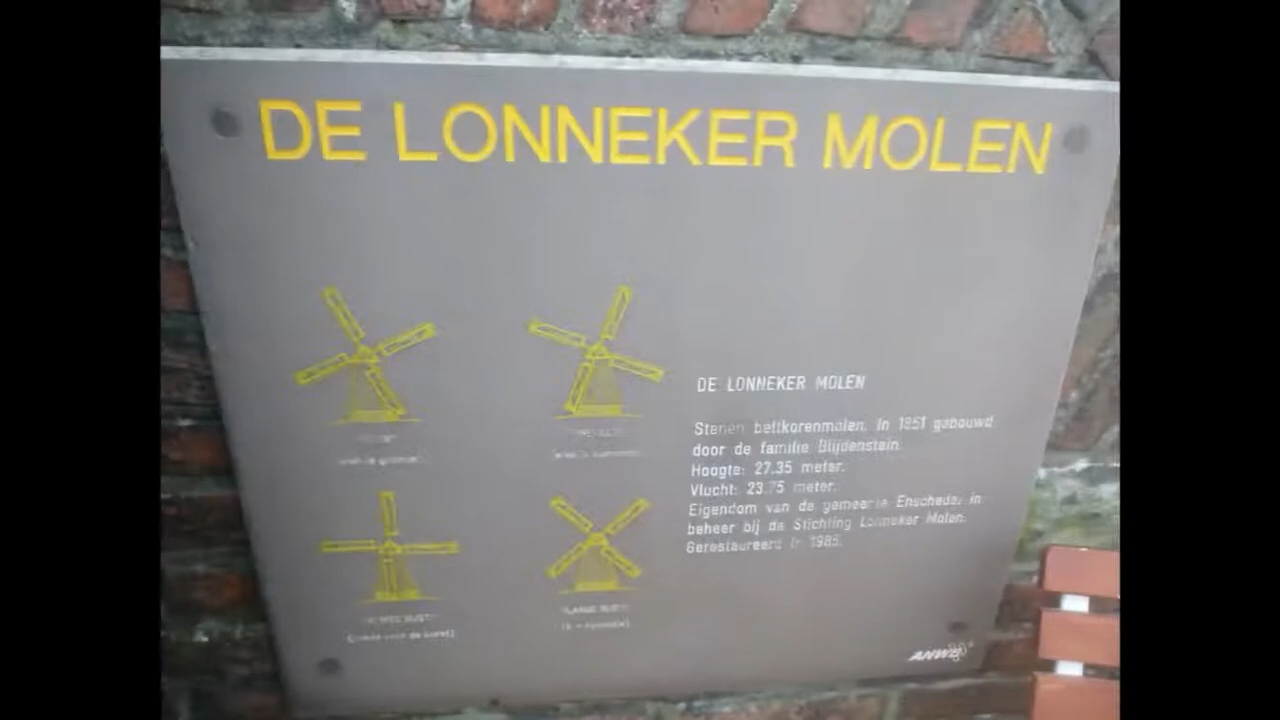 DE LONNEKER MOLEN
DE LONNEKER MOLEN
Stenen beltkorenmolen. In 1851 gebouwd
door de familie Blijdenstein.
Hoogte: 27.35 meter.
Vlucht: 23.75 meter.
Eigendom van de gemeente Enschede, in
beheer bij de Stichting Lonneker Molen.
Gerestaureerd in 1985.
ANWB